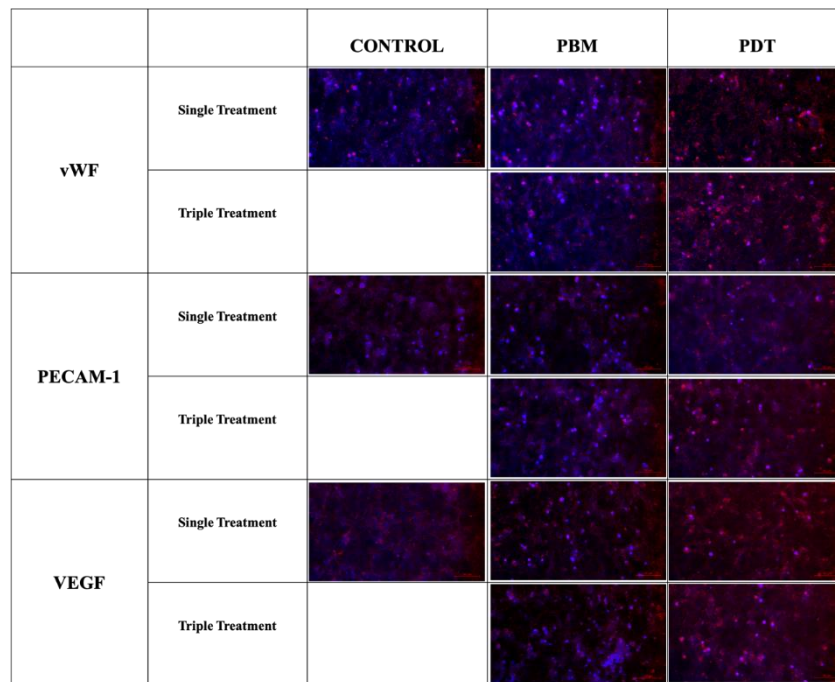 CONTROL PBM PDT
vWF
Single Treatment
Triple Treatment
PECAM-1
Single Treatment
Triple Treatment
VEGF
Single Treatment
Triple Treatment